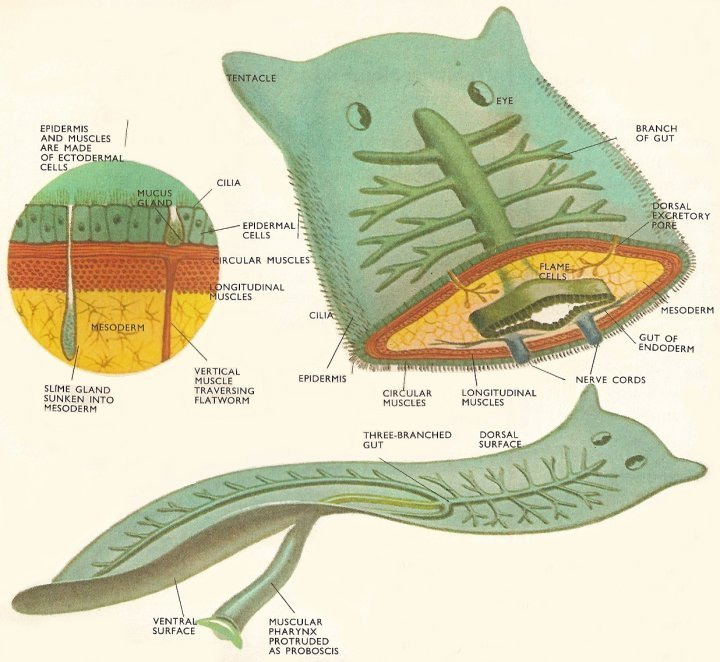 TENTACLE
EYE
EPIDERMIS
AND MUSCLES
ARE MADE
OF ECTODERMAL
CELLS
BRANCH
OF GUT
CILIA
MUCUS
GLAND
EPIDERMAL
CELLS
DORSAL
EXCRETORY
PORE
CIRCULAR MUSCLES
FLAME
CELLS
LONGITUDINAL
MUSCLES
MESODERM
CILIA
MESODERM
GUT OF
ENDODERM
SLIME GLAND
SUNKEN INTO
MESODERM
VERTICAL
MUSCLE
TRAVERSING
FLATWORM
EPIDERMIS
CIRCULAR
MUSCLES
LONGITUDINAL
MUSCLES
NERVE CORDS
THREE-BRANCHED
GUT
DORSAL
SURFACE
VENTRAL
SURFACE
MUSCULAR
PHARYNX
PROTRUDED
AS PROBOSCIS